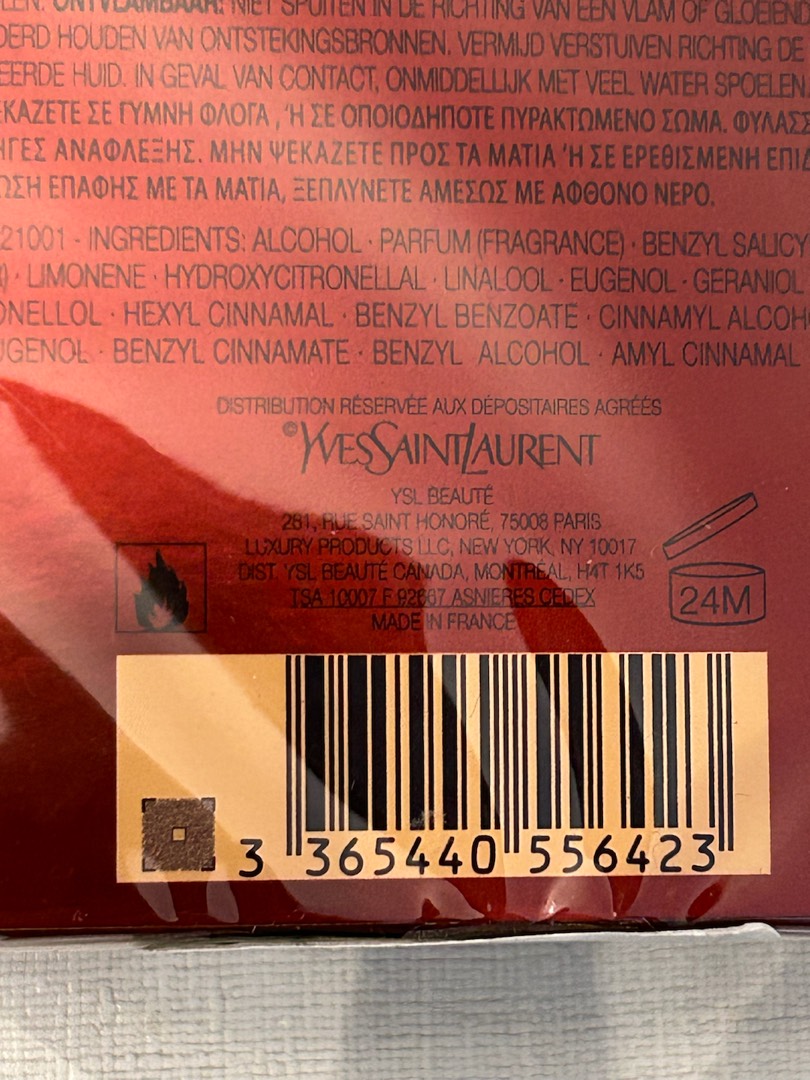 ONTVLAMBAAR: NIET SPUITEN IN DE RICHTING VAN EEN VLAM OF GLOEIEND
DERD HOUDEN VAN ONTSTEKINGSBRONNEN. VERMIJD VERSTUIVEN RICHTING DE
EERDE HUID. IN GEVAL VAN CONTACT, ONMIDDELLIJK MET VEEL WATER SPOELEN.
ΕΚΑΖΕΤΕ ΣΕ ΓΥΜΝΗ ΦΛΟΓΑ , Ή ΣΕ ΟΠΟΙΟΔΗΠΟΤΕ ΠΥΡΑΚΤΩΜΕΝΟ ΣΩΜΑ. ΦΥΛΑΣΣ
ΗΓΕΣ ΑΝΑΦΛΕΞΗΣ. ΜΗΝ ΨΕΚΑΖΕΤΕ ΠΡΟΣ ΤΑ ΜΑΤΙΑ Ή ΣΕ ΕΡΕΘΙΣΜΕΝΗ ΕΠΙΔ
ΩΣΗ ΕΠΑΦΗΣ ΜΕ ΤΑ ΜΑΤΙΑ, ΞΕΠΛΥΝΕΤΕ ΑΜΕΣΩΣ ΜΕ ΑΦΘΟΝΟ ΝΕΡΟ.
21001 - INGREDIENTS: ALCOHOL · PARFUM (FRAGRANCE) · BENZYL SALICY
) · LIMONENE · HYDROXYCITRONELLAL · LINALOOL · EUGENOL · GERANIOL
ONELLOL · HEXYL CINNAMAL · BENZYL BENZOATE · CINNAMYL ALCOH
UGENOL · BENZYL CINNAMATE · BENZYL ALCOHOL · AMYL CINNAMAL
DISTRIBUTION RÉSERVÉE AUX DÉPOSITAIRES AGRÉÉS
©YVESSAINTLAURENT
YSL BEAUTÉ
281, RUE SAINT HONORÉ, 75008 PARIS
LUXURY PRODUCTS LLC, NEW YORK, NY 10017
DIST. YSL BEAUTÉ CANADA, MONTRÉAL, H4T 1K5
TSA 10007 F 92667 ASNIERES CEDEX
MADE IN FRANCE
24M
3 365440 556423